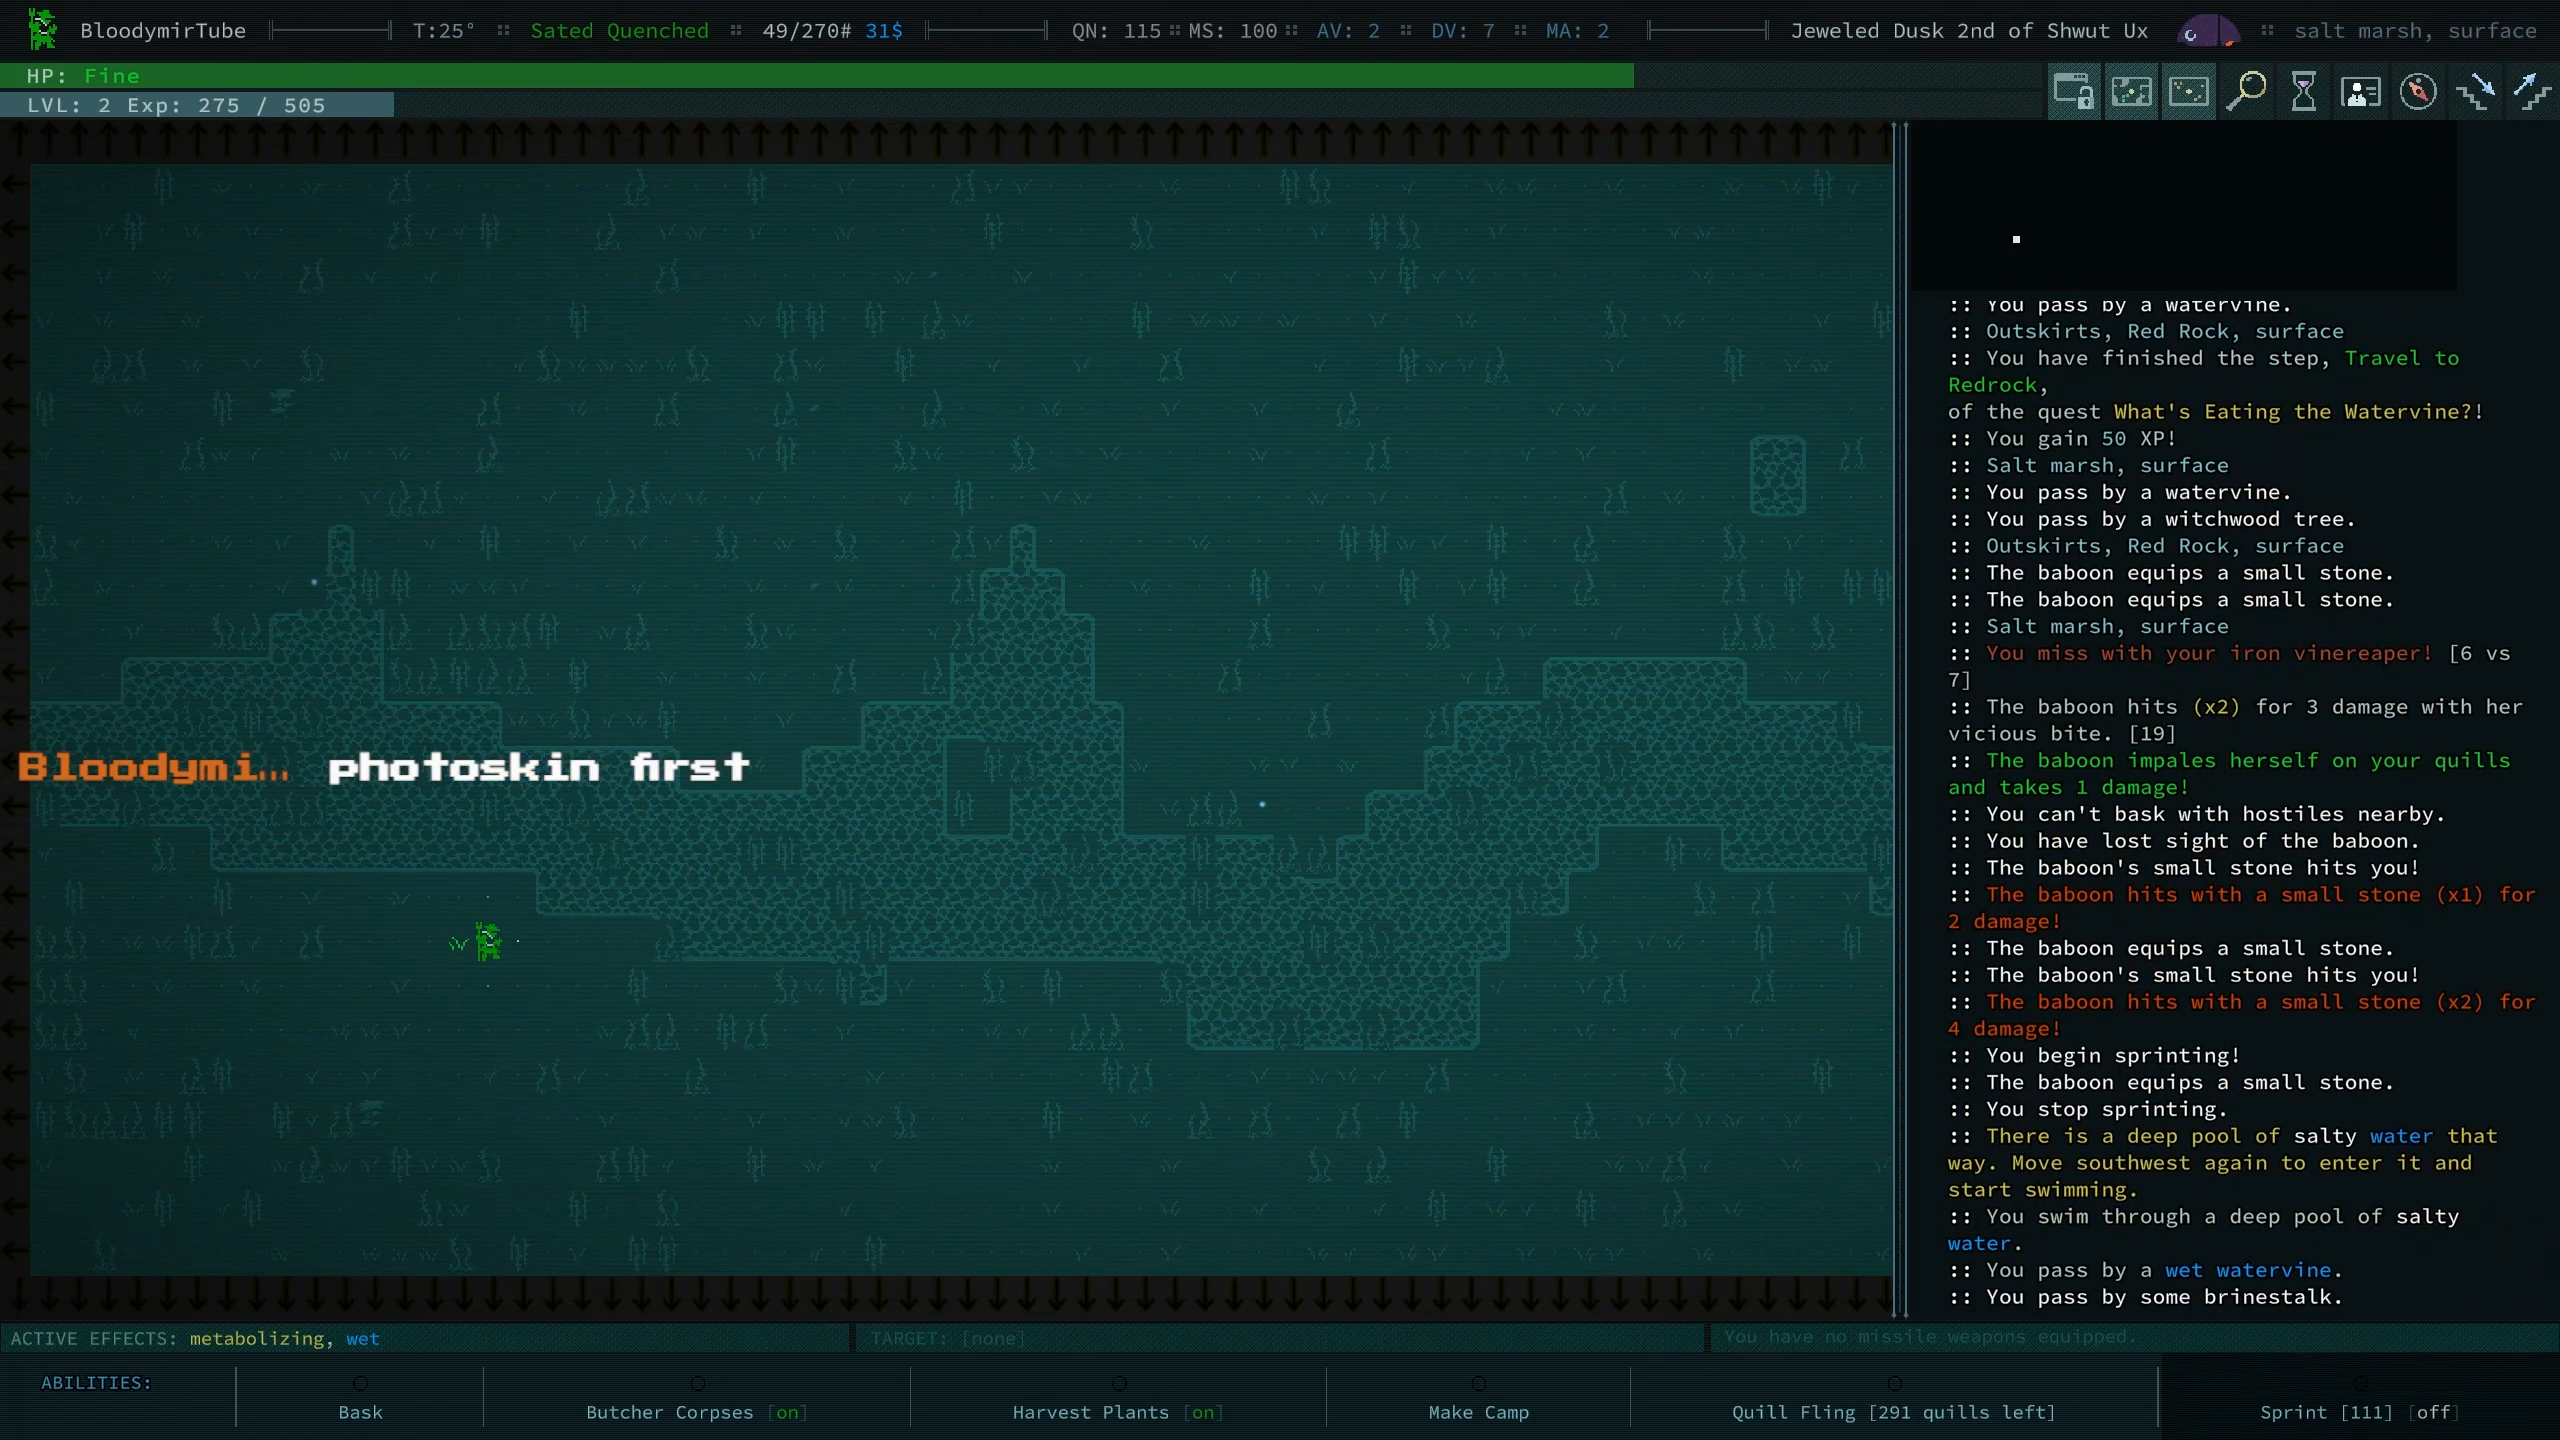 BloodymirTube T:25° :: Sated Quenched :: 49/270# 31$ QN: 115 :: MS: 100 :: AV: 2 :: DV: 7 :: MA: 2 Jeweled Dusk 2nd of Shwut Ux :: salt marsh, surface
HP: Fine
LVL: 2 Exp: 275 / 505
:: You pass by a watervine.
:: Outskirts, Red Rock, surface
:: You have finished the step, Travel to
Redrock,
of the quest What's Eating the Watervine?!
:: You gain 50 XP!
:: Salt marsh, surface
:: You pass by a watervine.
:: You pass by a witchwood tree.
:: Outskirts, Red Rock, surface
:: The baboon equips a small stone.
:: The baboon equips a small stone.
:: Salt marsh, surface
:: You miss with your iron vinereaper! [6 vs
7]
:: The baboon hits (x2) for 3 damage with her
vicious bite. [19]
:: The baboon impales herself on your quills
and takes 1 damage!
:: You can't bask with hostiles nearby.
:: You have lost sight of the baboon.
:: The baboon's small stone hits you!
:: The baboon hits with a small stone (x1) for
2 damage!
:: The baboon equips a small stone.
:: The baboon's small stone hits you!
:: The baboon hits with a small stone (x2) for
4 damage!
:: You begin sprinting!
:: The baboon equips a small stone.
:: You stop sprinting.
:: There is a deep pool of salty water that
way. Move southwest again to enter it and
start swimming.
:: You swim through a deep pool of salty
water.
:: You pass by a wet watervine.
:: You pass by some brinestalk.
Bloodymi... photoskin first
ACTIVE EFFECTS: metabolizing, wet TARGET: [none] You have no missile weapons equipped.
ABILITIES: Bask Butcher Corpses [on] Harvest Plants [on] Make Camp Quill Fling [291 quills left] Sprint [111] [off]